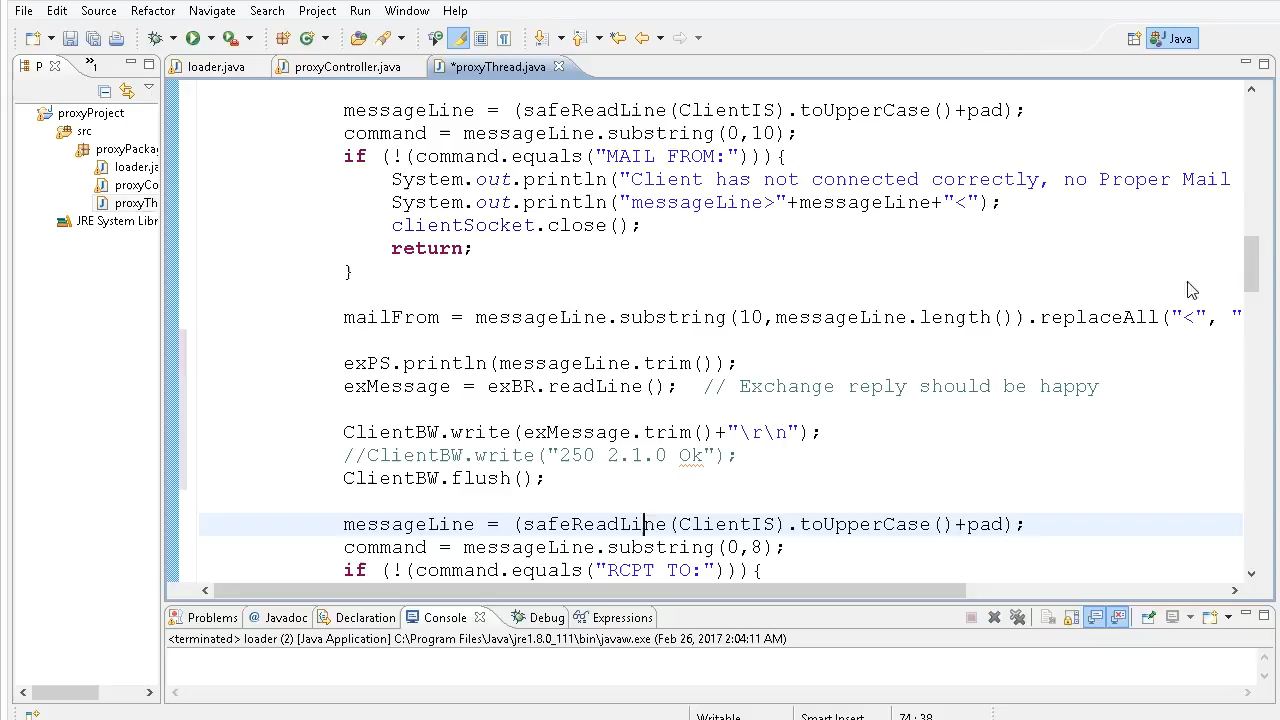 File Edit Source Refactor Navigate Search Project Run Window Help
Java
P 1 loader.java proxyController.java *proxyThread.java
proxyProject
src
proxyPacka
loader.ja
proxyCo
proxyTh
JRE System Libr
messageLine = (safeReadLine(ClientIS).toUpperCase()+pad);
command = messageLine.substring(0,10);
if (!(command.equals("MAIL FROM:"))){
System.out.println("Client has not connected correctly, no Proper Mail
System.out.println("messageLine>"+messageLine+"<");
clientSocket.close();
return;
}
mailFrom = messageLine.substring(10,messageLine.length()).replaceAll("<", "
exPS.println(messageLine.trim());
exMessage = exBR.readLine();  // Exchange reply should be happy
ClientBW.write(exMessage.trim()+"\r\n");
//ClientBW.write("250 2.1.0 Ok");
ClientBW.flush();
messageLine = (safeReadLine(ClientIS).toUpperCase()+pad);
command = messageLine.substring(0,8);
if (!(command.equals("RCPT TO:"))){
Problems @ Javadoc Declaration Console Debug Expressions
<terminated> loader (2) [Java Application] C:\Program Files\Java\jre1.8.0_111\bin\javaw.exe (Feb 26, 2017 2:04:11 AM)
Writable Smart Insert 74 : 38